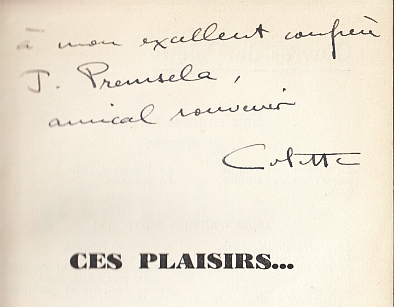 à mon excellent confrère
J. Premsela,
amical souvenir
Colette
CES PLAISIRS...